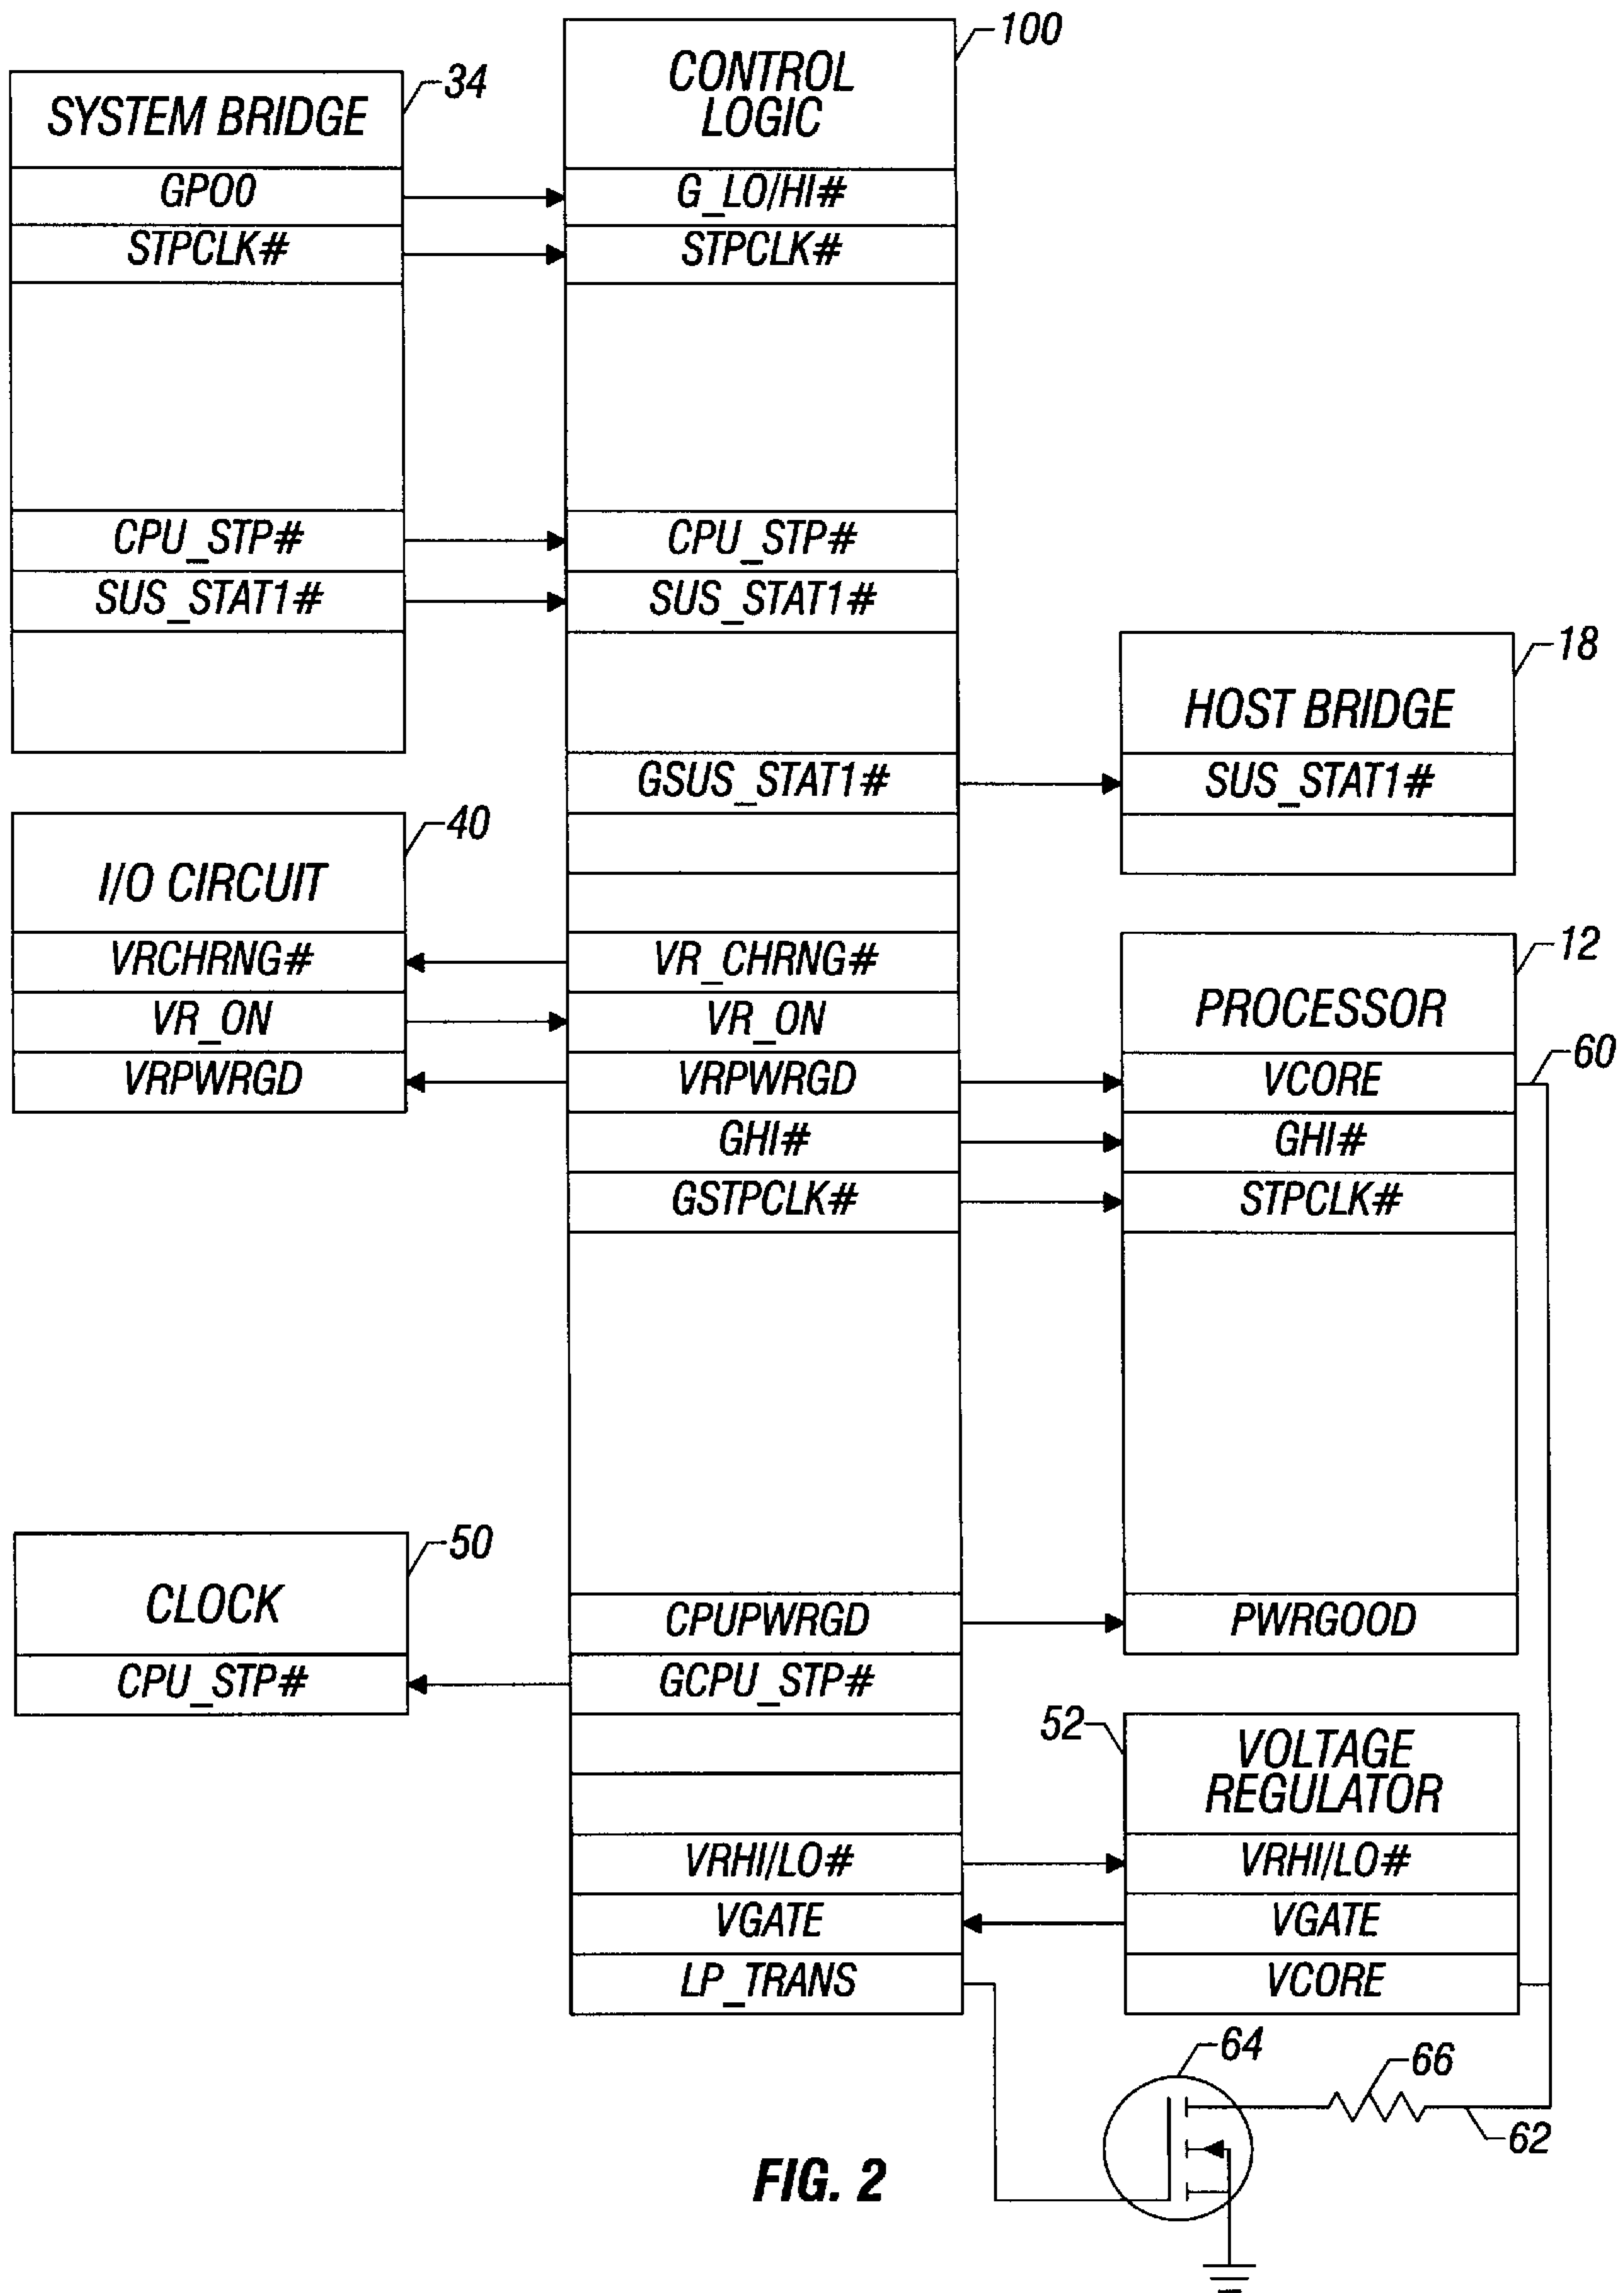 100
CONTROL
LOGIC
34
SYSTEM BRIDGE
GPO0
G_LO/HI#
STPCLK#
STPCLK#
CPU_STP#
CPU_STP#
SUS_STAT1#
SUS_STAT1#
18
HOST BRIDGE
GSUS_STAT1#
SUS_STAT1#
40
I/O CIRCUIT
VRCHRNG#
VR_CHRNG#
12
PROCESSOR
VR_ON
VR_ON
60
VRPWRGD
VRPWRGD
VCORE
GHI#
GHI#
GSTPCLK#
STPCLK#
50
CLOCK
CPUPWRGD
PWRGOOD
CPU_STP#
GCPU_STP#
52
VOLTAGE
REGULATOR
VRHI/LO#
VRHI/LO#
VGATE
VGATE
LP_TRANS
VCORE
64
66
62
FIG. 2